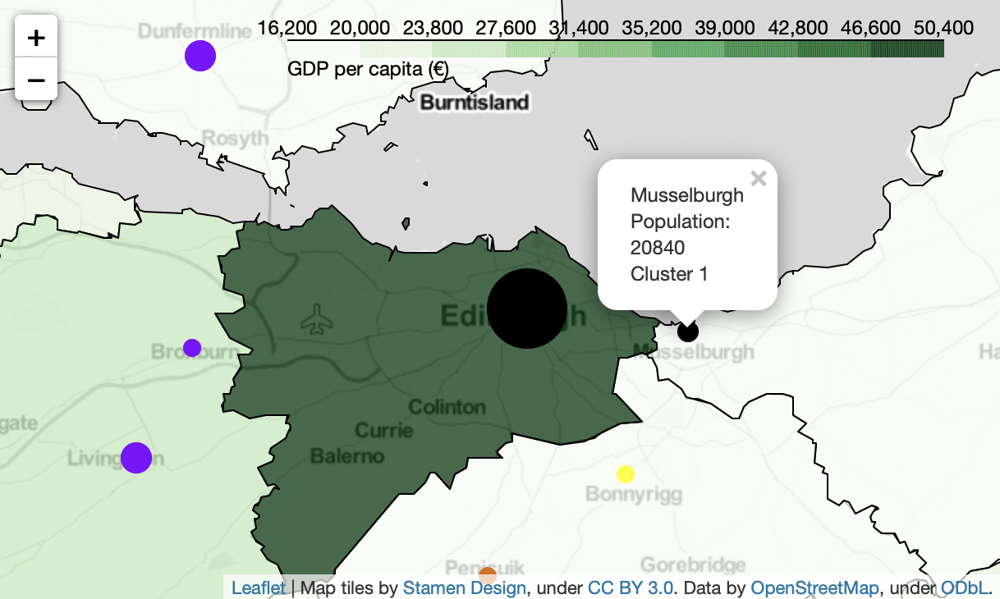 +
−
Dunfermline
16,200 20,000 23,800 27,600 31,400 35,200 39,000 42,800 46,600 50,400
GDP per capita (€)
Burntisland
Rosyth
×
Musselburgh
Population:
20840
Cluster 1
Edinburgh
Broxburn
Musselburgh
Ha
Colinton
gate
Currie
Livingston
Balerno
Bonnyrigg
Penicuik
Gorebridge
Leaflet | Map tiles by Stamen Design, under CC BY 3.0. Data by OpenStreetMap, under ODbL.